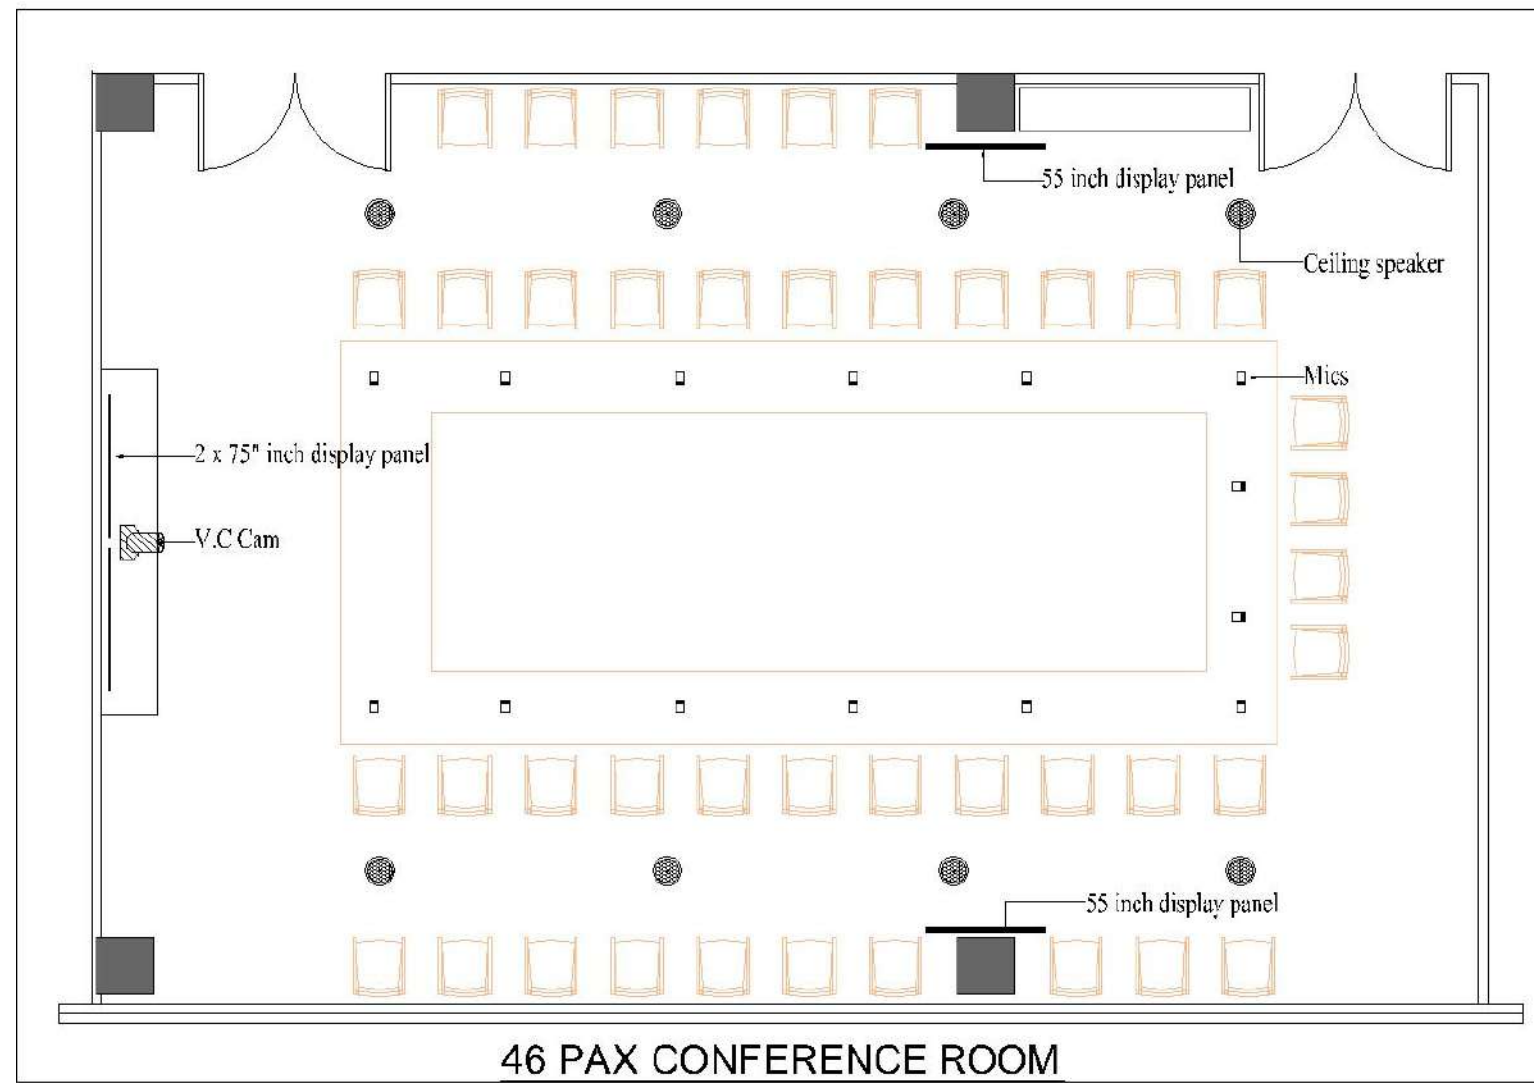 55 inch display panel
Ceiling speaker
Mics
2 x 75" inch display panel
V.C Cam
55 inch display panel
46 PAX CONFERENCE ROOM